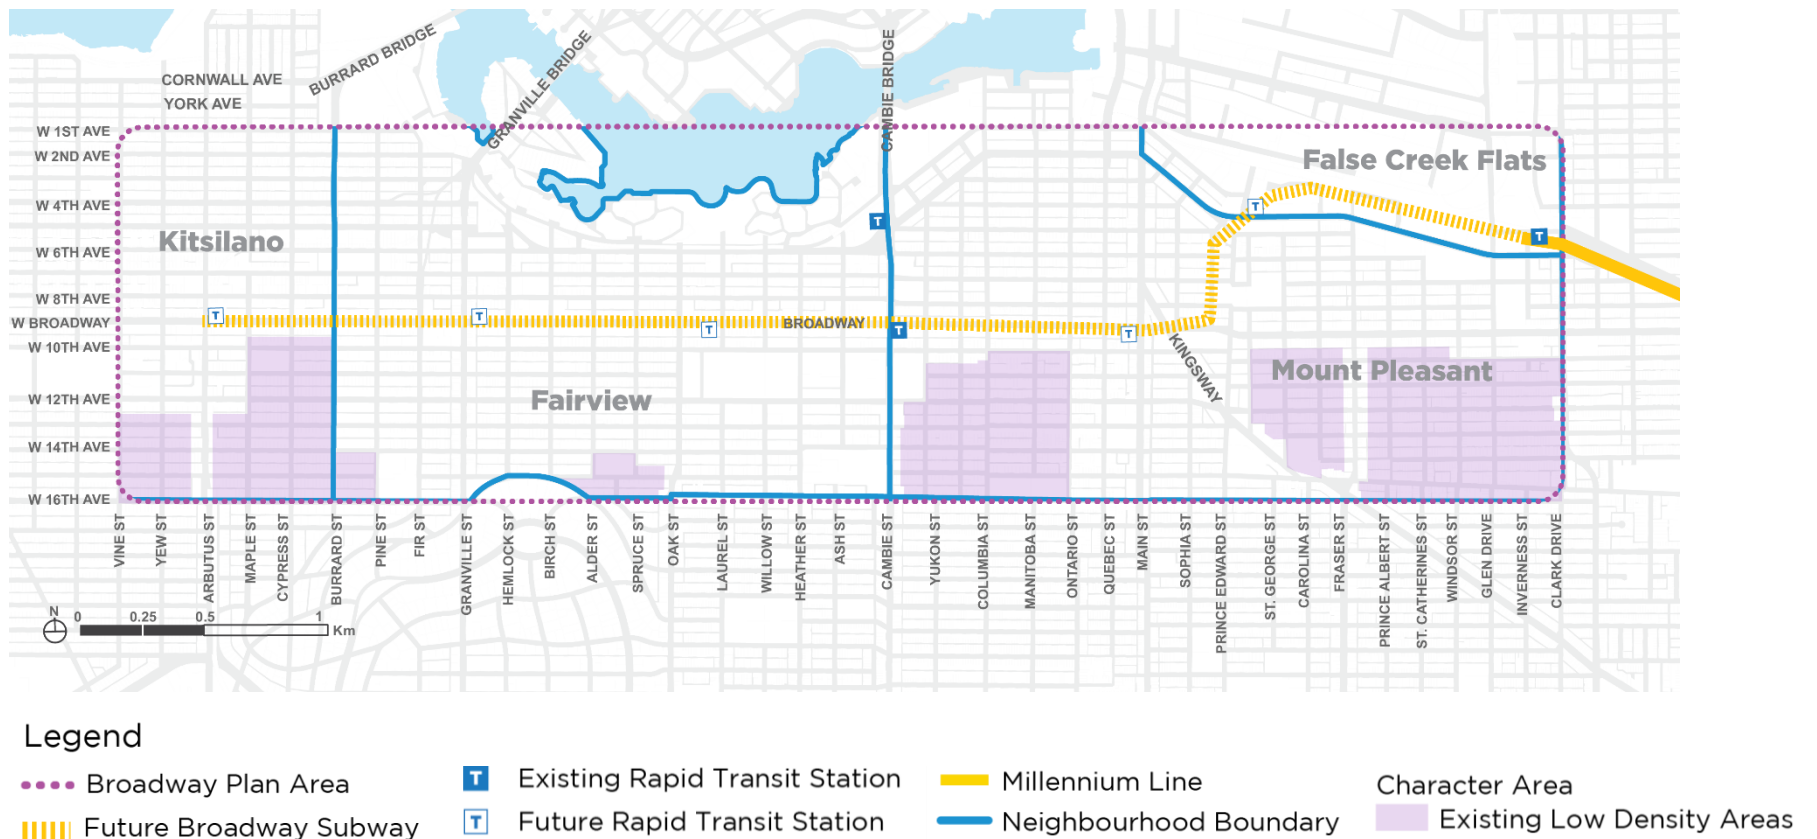 BURRARD BRIDGE
GRANVILLE BRIDGE
CAMBIE BRIDGE
CORNWALL AVE
YORK AVE
W 1ST AVE
W 2ND AVE
W 4TH AVE
W 6TH AVE
W 8TH AVE
W BROADWAY
W 10TH AVE
W 12TH AVE
W 14TH AVE
W 16TH AVE
False Creek Flats
T
T
T
Kitsilano
T
T
T
T
T
BROADWAY
KINGSWAY
Mount Pleasant
Fairview
VINE ST
YEW ST
ARBUTUS ST
MAPLE ST
CYPRESS ST
BURRARD ST
PINE ST
FIR ST
GRANVILLE ST
HEMLOCK ST
BIRCH ST
ALDER ST
SPRUCE ST
OAK ST
LAUREL ST
WILLOW ST
HEATHER ST
ASH ST
CAMBIE ST
YUKON ST
COLUMBIA ST
MANITOBA ST
ONTARIO ST
QUEBEC ST
MAIN ST
SOPHIA ST
PRINCE EDWARD ST
ST. GEORGE ST
CAROLINA ST
FRASER ST
PRINCE ALBERT ST
ST. CATHERINES ST
WINDSOR ST
GLEN DRIVE
INVERNESS ST
CLARK DRIVE
N
0 0.25 0.5 1
Km
Legend
Broadway Plan Area
Future Broadway Subway
T Existing Rapid Transit Station
T Future Rapid Transit Station
Millennium Line
Neighbourhood Boundary
Character Area
Existing Low Density Areas